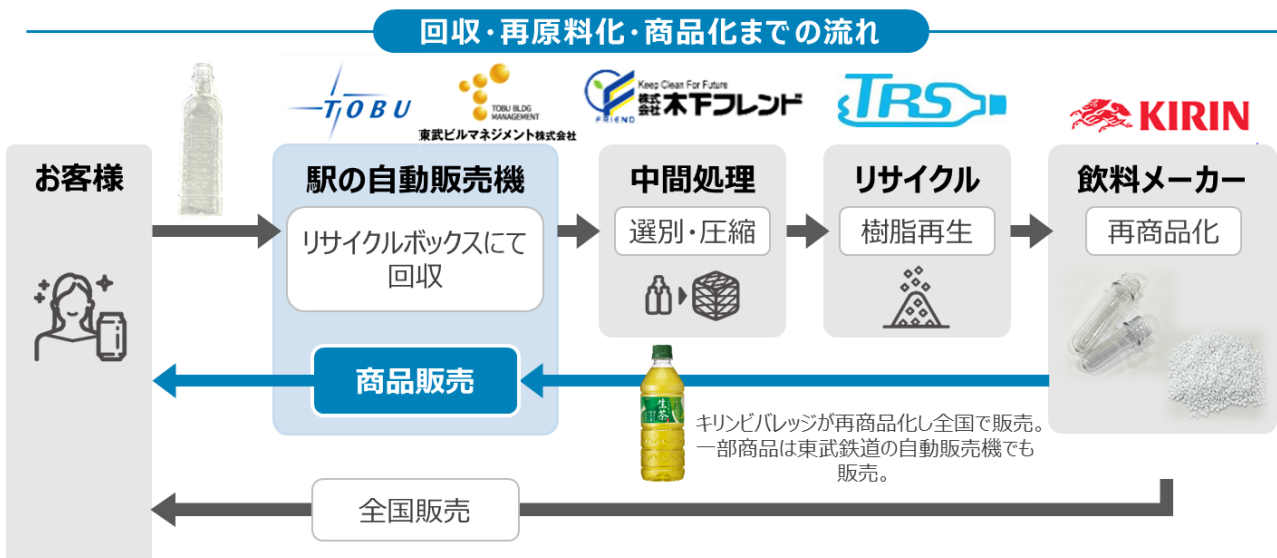 回収・再原料化・商品化までの流れ
TOBU
TOBU BLDG
MANAGEMENT
東武ビルマネジメント株式会社
Keep Clean For Future
FRIEND
株式
会社
木下フレンド
TRS
KIRIN
お客様
駅の自動販売機
リサイクルボックスにて
回収
中間処理
選別・圧縮
リサイクル
樹脂再生
飲料メーカー
再商品化
商品販売
生茶
キリンビバレッジが再商品化し全国で販売。
一部商品は東武鉄道の自動販売機でも
販売。
全国販売